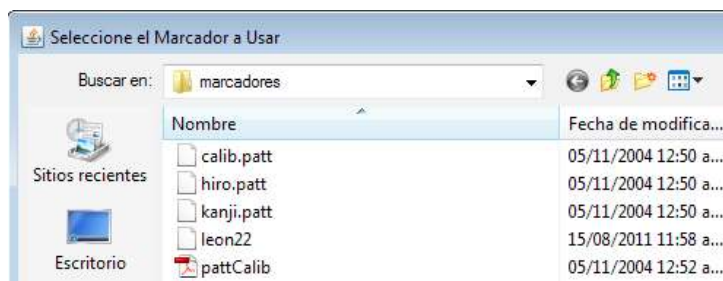 Seleccione el Marcador a Usar
Buscar en: marcadores
Nombre Fecha de modifica...
calib.patt 05/11/2004 12:50 a...
hiro.patt 05/11/2004 12:50 a...
Sitios recientes
kanji.patt 05/11/2004 12:50 a...
leon22 15/08/2011 11:58 a...
Escritorio
pattCalib 05/11/2004 12:52 a...